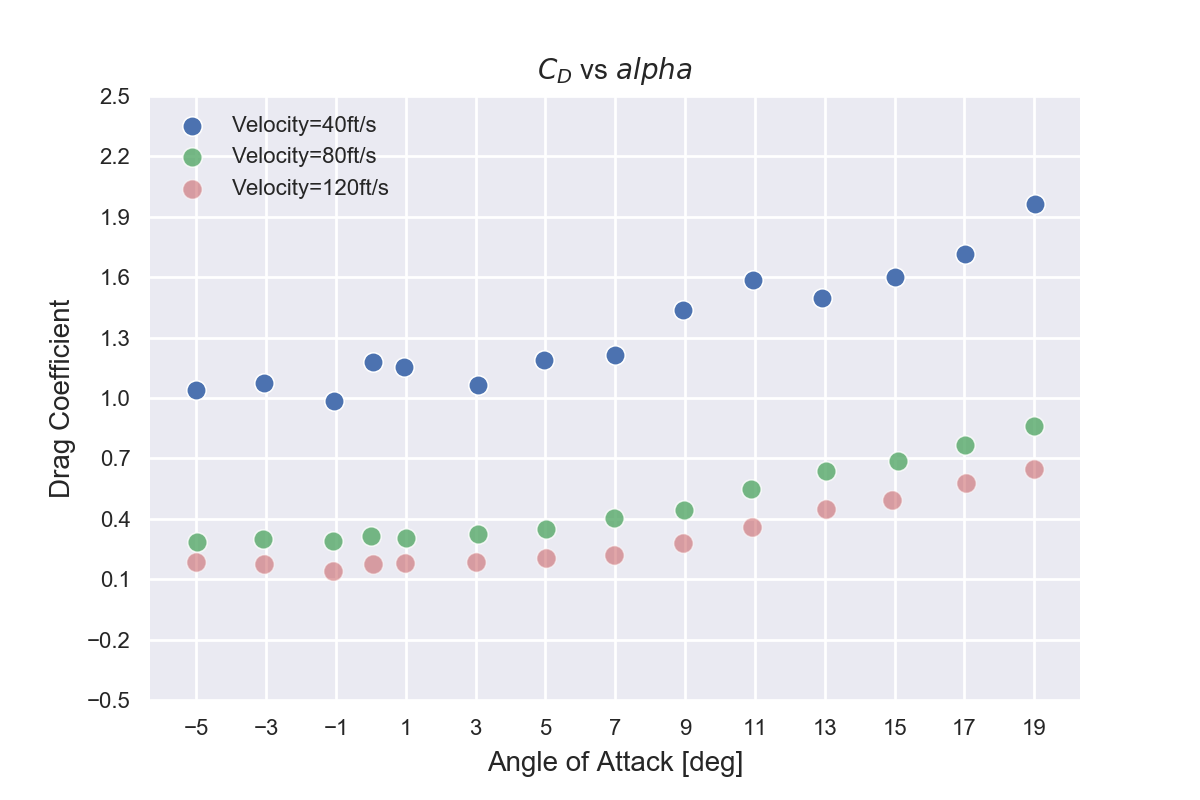 C_D vs alpha
2.5
2.2
1.9
1.6
1.3
1.0
0.7
0.4
0.1
−0.2
−0.5
Velocity=40ft/s
Velocity=80ft/s
Velocity=120ft/s
Drag Coefficient
−5 −3 −1 1 3 5 7 9 11 13 15 17 19
Angle of Attack [deg]